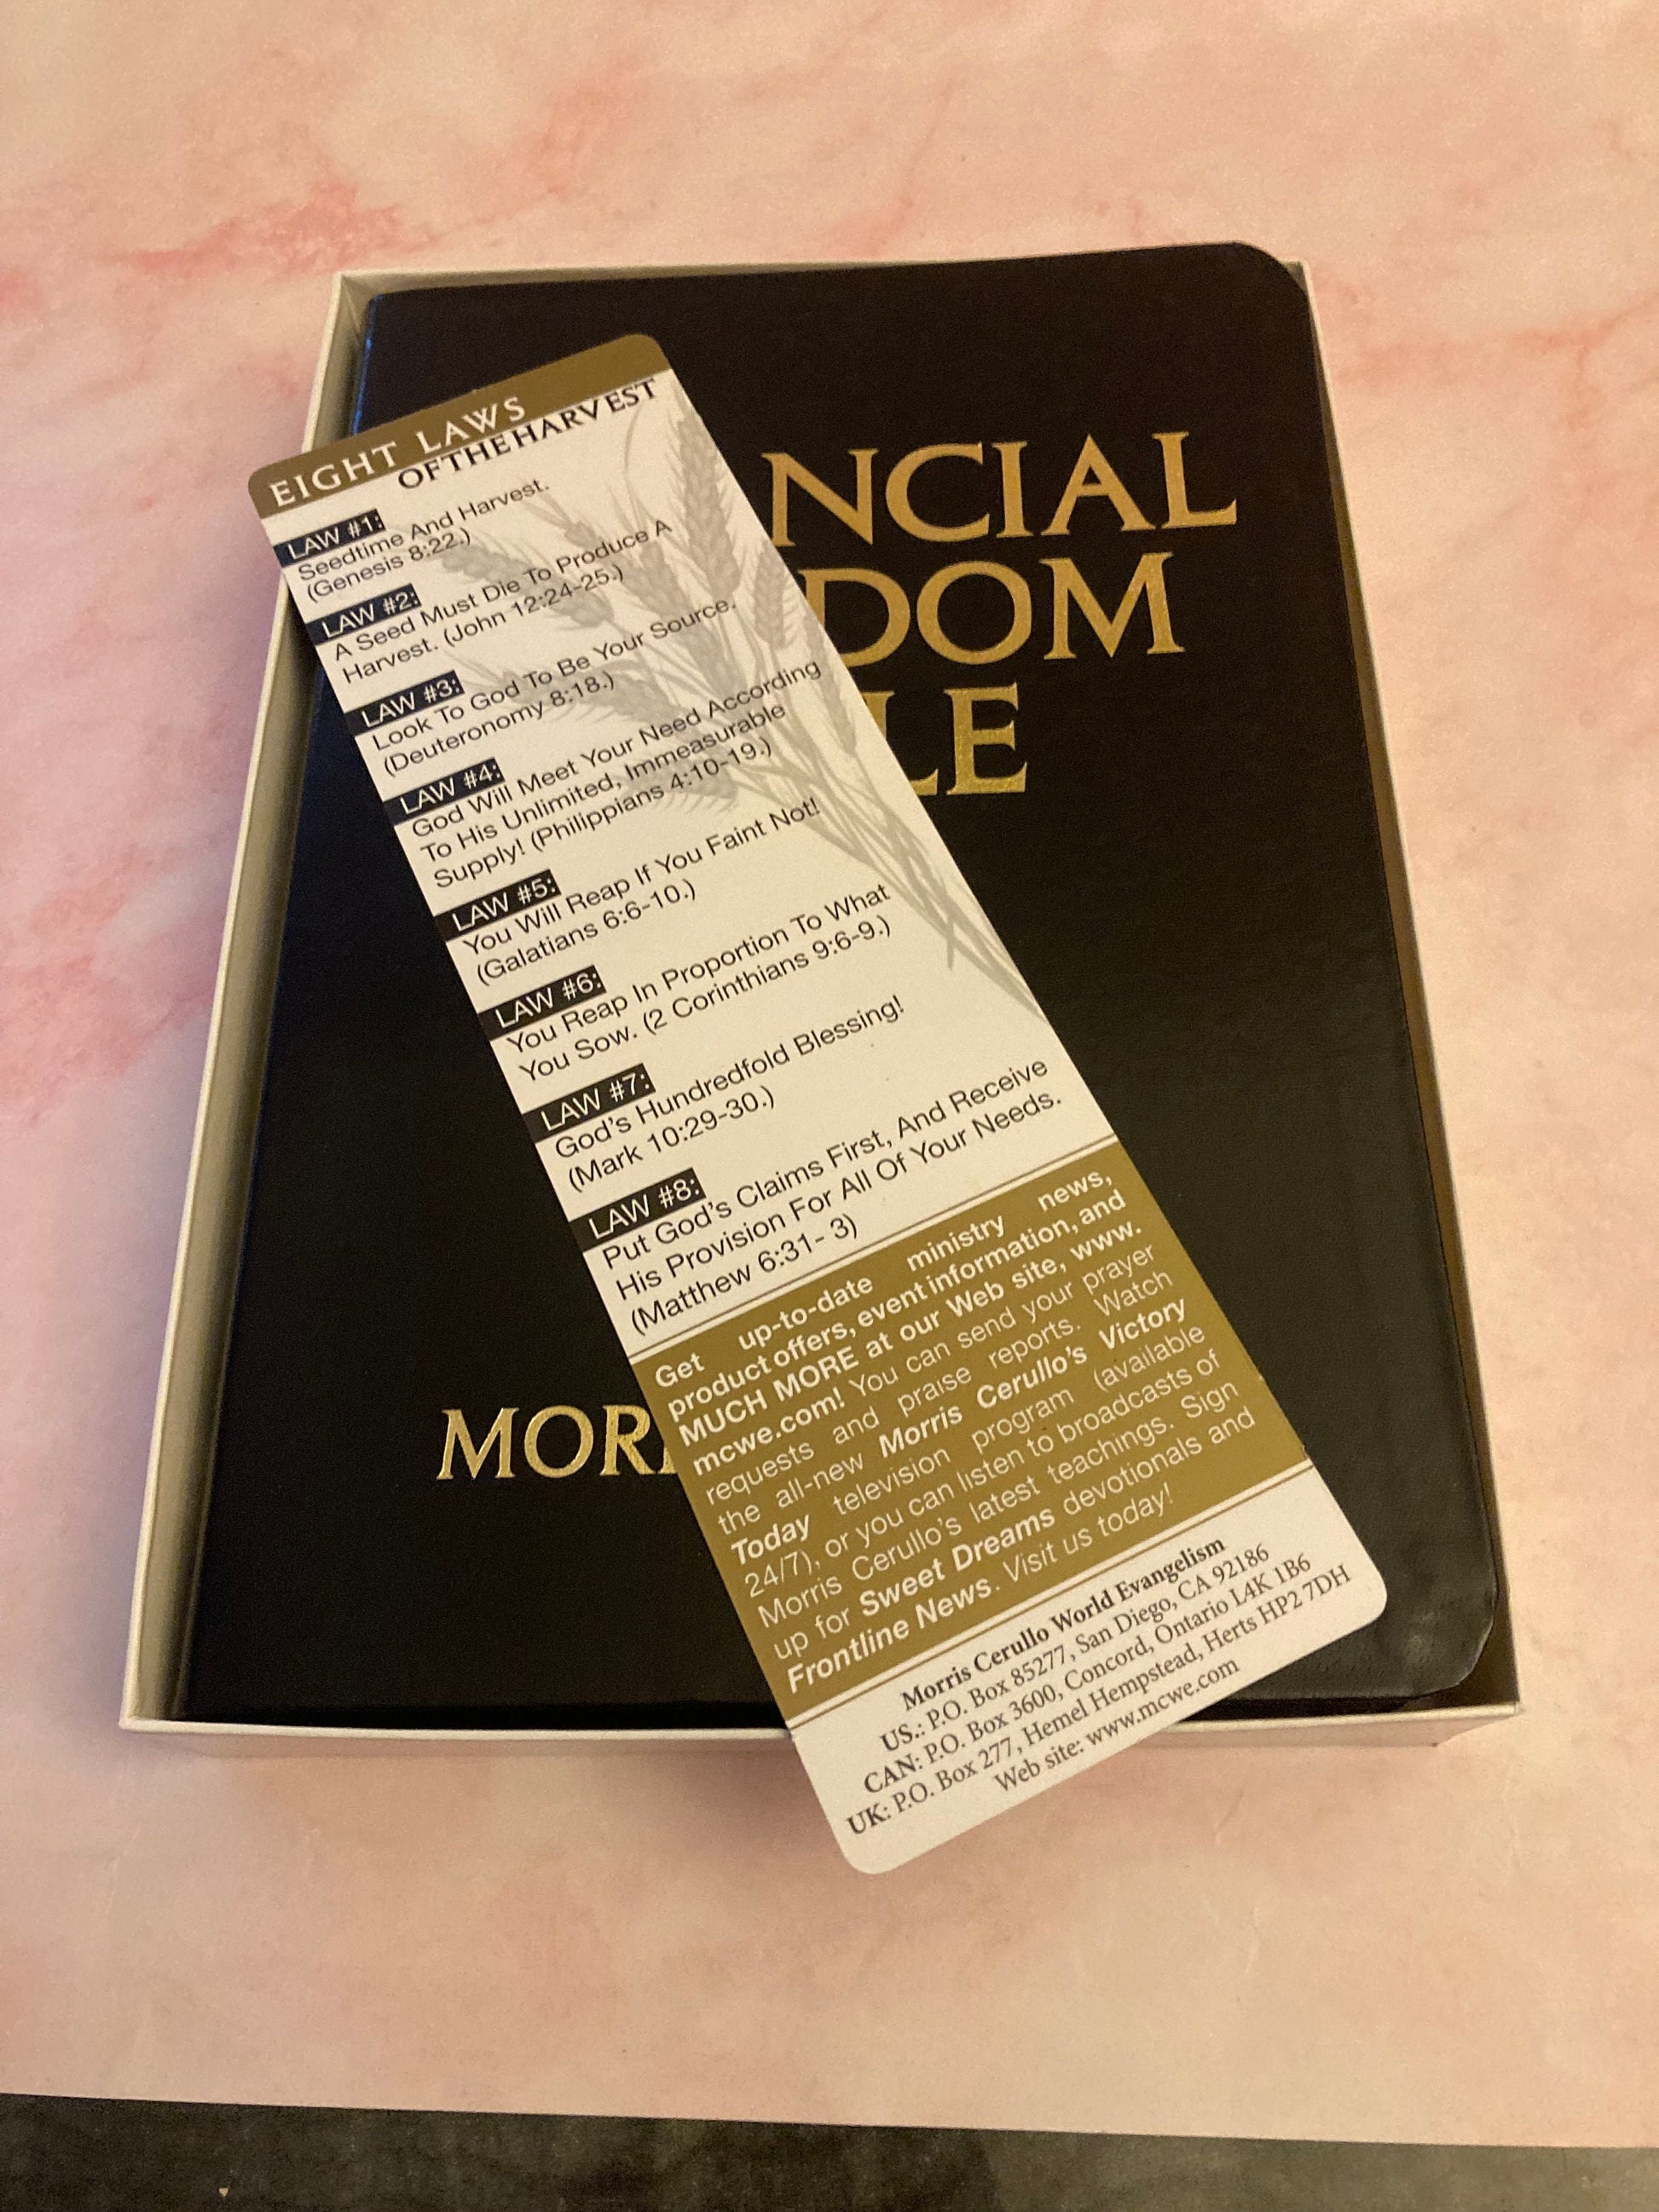 EIGHT LAWS
OF THE HARVEST
LAW #1:
Seedtime And Harvest.
(Genesis 8:22.)
LAW #2:
A Seed Must Die To Produce A
Harvest. (John 12:24-25.)
LAW #3:
Look To God To Be Your Source.
(Deuteronomy 8:18.)
LAW #4:
God Will Meet Your Need According
To His Unlimited, Immeasurable
Supply! (Philippians 4:10-19.)
LAW #5:
You Will Reap If You Faint Not!
(Galatians 6:6-10.)
LAW #6:
You Reap In Proportion To What
You Sow. (2 Corinthians 9:6-9.)
LAW #7:
God's Hundredfold Blessing!
(Mark 10:29-30.)
LAW #8:
Put God's Claims First, And Receive
His Provision For All Of Your Needs.
(Matthew 6:31- 3)
Get up-to-date ministry news,
product offers, event information, and
MUCH MORE at our Web site, www.
mcwe.com! You can send your prayer
requests and praise reports. Watch
the all-new Morris Cerullo's Victory
Today television program (available
24/7), or you can listen to broadcasts of
Morris Cerullo's latest teachings. Sign
up for Sweet Dreams devotionals and
Frontline News. Visit us today!
Morris Cerullo World Evangelism
US.: P.O. Box 85277, San Diego, CA 92186
CAN: P.O. Box 3600, Concord, Ontario L4K 1B6
UK: P.O. Box 277, Hemel Hempstead, Herts HP2 7DH
Web site: www.mcwe.com
NCIAL
DOM
LE
MORR